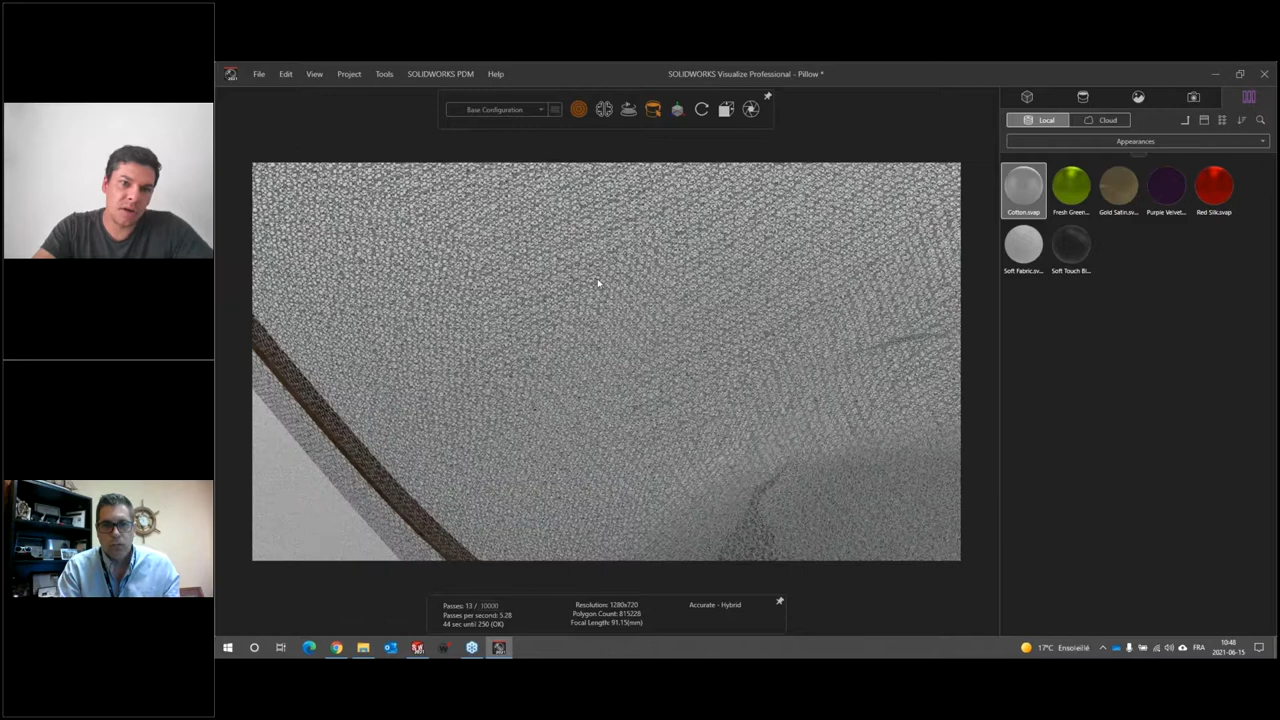 File Edit View Project Tools SOLIDWORKS PDM Help
SOLIDWORKS Visualize Professional - Pillow *
Base Configuration
Local
Cloud
Appearances
Cotton.svap
Fresh Green...
Gold Satin.sv...
Purple Velvet...
Red Silk.svap
Soft Fabric.sv...
Soft Touch Bl...
Passes: 13 / 10000
Passes per second: 5.28
44 sec until 250 (OK)
Resolution: 1280x720
Polygon Count: 815228
Focal Length: 91.15(mm)
Accurate - Hybrid
2021
2021
17°C Ensoleillé
FRA
10:48
2021-06-15